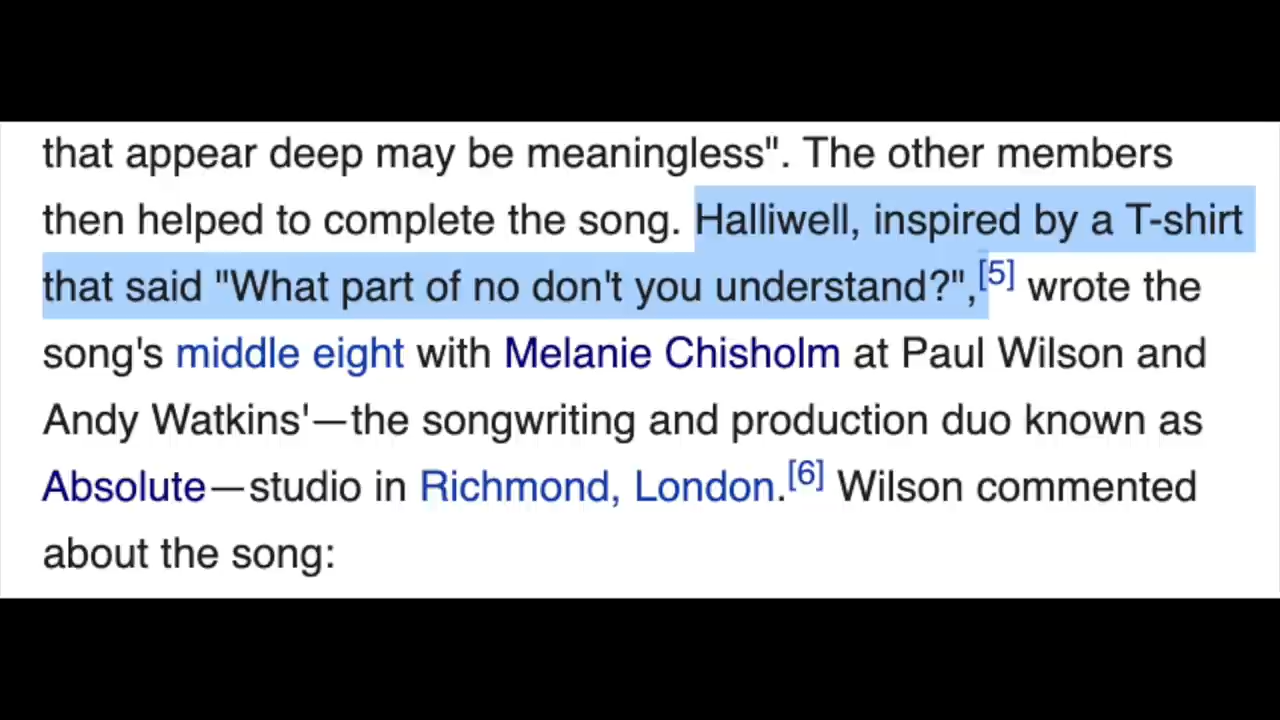 that appear deep may be meaningless". The other members
then helped to complete the song. Halliwell, inspired by a T-shirt
that said "What part of no don't you understand?",[5] wrote the
song's middle eight with Melanie Chisholm at Paul Wilson and
Andy Watkins'—the songwriting and production duo known as
Absolute—studio in Richmond, London.[6] Wilson commented
about the song: